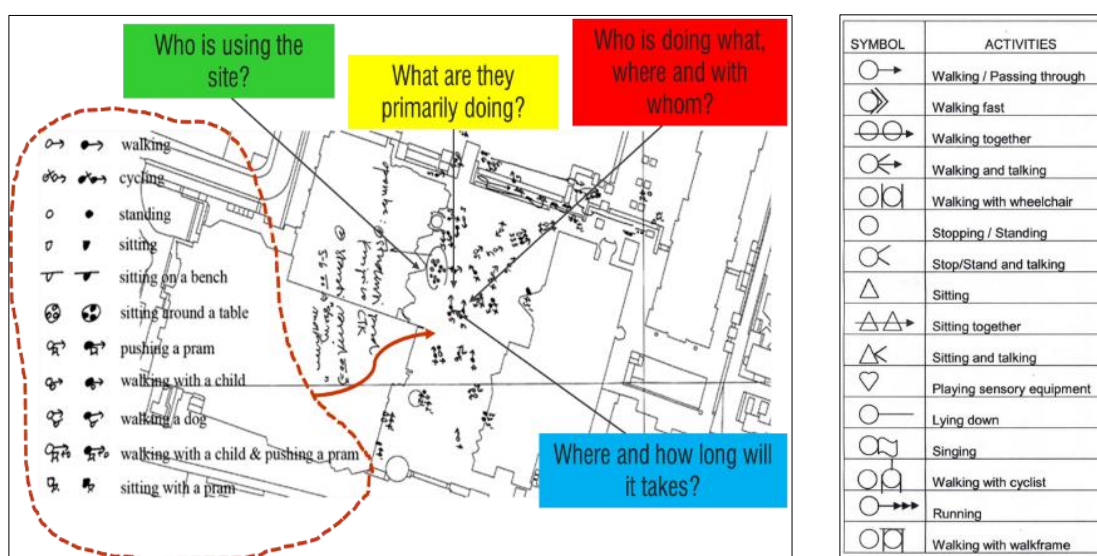 Who is using the
site?
What are they
primarily doing?
Who is doing what,
where and with
whom?
walking
cycling
standing
sitting
sitting on a bench
sitting around a table
pushing a pram
walking with a child
walking a dog
walking with a child & pushing a pram
sitting with a pram
Where and how long will
it takes?
SYMBOL ACTIVITIES
Walking / Passing through
Walking fast
Walking together
Walking and talking
Walking with wheelchair
Stopping / Standing
Stop/Stand and talking
Sitting
Sitting together
Sitting and talking
Playing sensory equipment
Lying down
Singing
Walking with cyclist
Running
Walking with walkframe